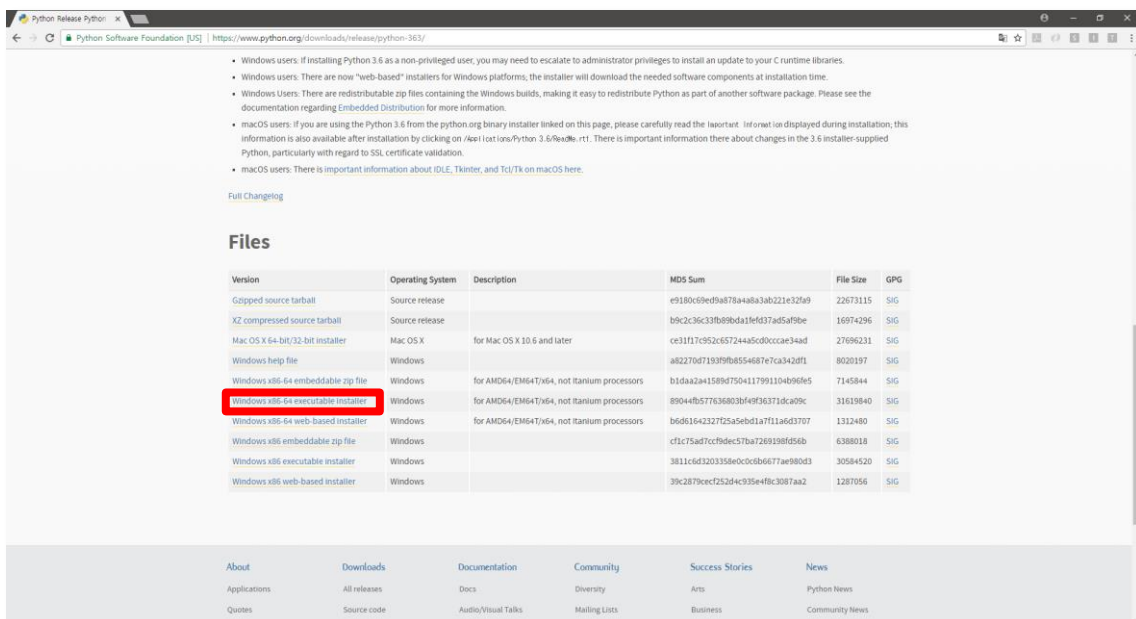 Python Release Python
Python Software Foundation [US] | https://www.python.org/downloads/release/python-363/
• Windows users: If installing Python 3.6 as a non-privileged user, you may need to escalate to administrator privileges to install an update to your C runtime libraries.
• Windows users: There are now "web-based" installers for Windows platforms; the installer will download the needed software components at installation time.
• Windows Users: There are redistributable zip files containing the Windows builds, making it easy to redistribute Python as part of another software package. Please see the
documentation regarding Embedded Distribution for more information.
• macOS users: If you are using the Python 3.6 from the python.org binary installer linked on this page, please carefully read the Important Information displayed during installation; this
information is also available after installation by clicking on /Applications/Python 3.6/ReadMe.rtf. There is important information there about changes in the 3.6 installer-supplied
Python, particularly with regard to SSL certificate validation.
• macOS users: There is important information about IDLE, Tkinter, and Tcl/Tk on macOS here.
Full Changelog
Files
Version Operating System Description MD5 Sum File Size GPG
Gzipped source tarball Source release e9180c69ed9a878a4a8a3ab221e32fa9 22673115 SIG
XZ compressed source tarball Source release b9c2c36c33fb89bda1fefd37ad5af9be 16974296 SIG
Mac OS X 64-bit/32-bit installer Mac OS X for Mac OS X 10.6 and later ce31f17c952c657244a5cd0cccae34ad 27696231 SIG
Windows help file Windows a82270d7193f9fb8554687e7ca342df1 8020197 SIG
Windows x86-64 embeddable zip file Windows for AMD64/EM64T/x64, not Itanium processors b1daa2a41589d7504117991104b96fe5 7145844 SIG
Windows x86-64 executable installer Windows for AMD64/EM64T/x64, not Itanium processors 89044fb577636803bf49f36371dca09c 31619840 SIG
Windows x86-64 web-based installer Windows for AMD64/EM64T/x64, not Itanium processors b6d61642327f25a5ebd1a7f11a6d3707 1312480 SIG
Windows x86 embeddable zip file Windows cf1c75ad7ccf9dec57ba7269198fd56b 6388018 SIG
Windows x86 executable installer Windows 3811c6d3203358e0c0c6b6677ae980d3 30584520 SIG
Windows x86 web-based installer Windows 39c2879cecf252d4c935e4f8c3087aa2 1287056 SIG
About Downloads Documentation Community Success Stories News
Applications All releases Docs Diversity Arts Python News
Quotes Source code Audio/Visual Talks Mailing Lists Business Community News